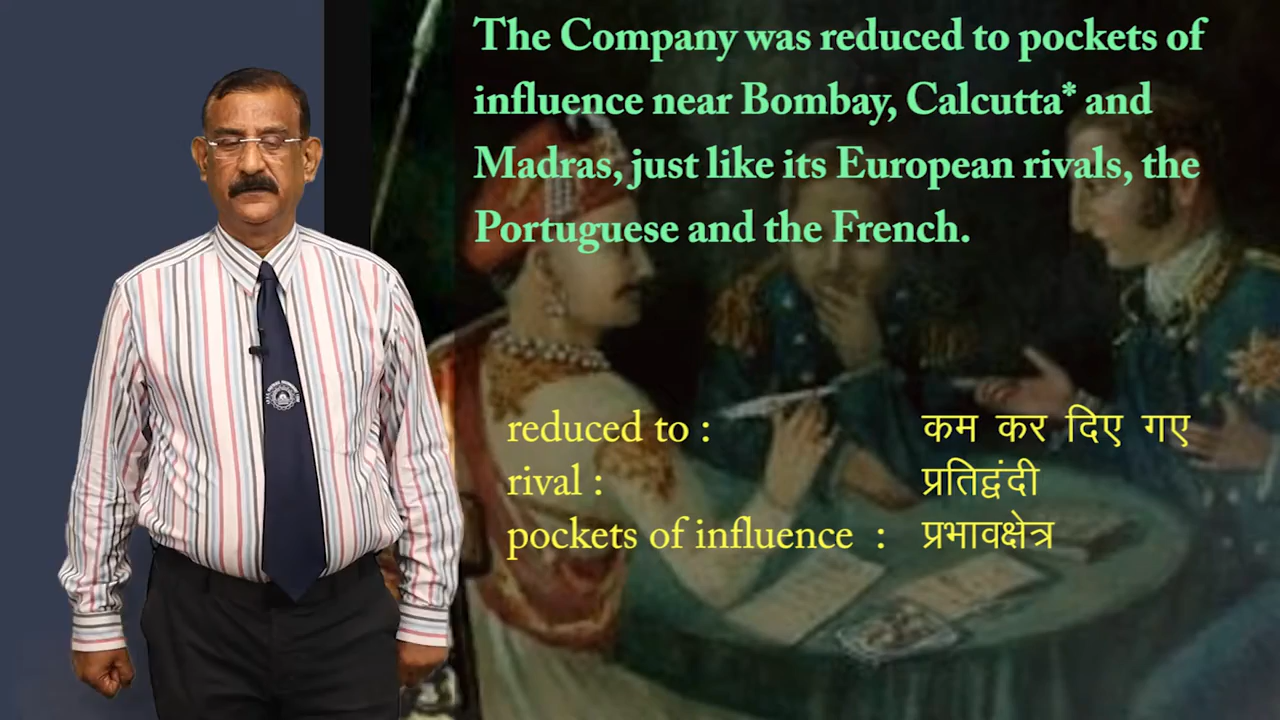 The Company was reduced to pockets of
influence near Bombay, Calcutta* and
Madras, just like its European rivals, the
Portuguese and the French.
reduced to : कम कर दिए गए
rival : प्रतिद्वंदी
pockets of influence : प्रभावक्षेत्र